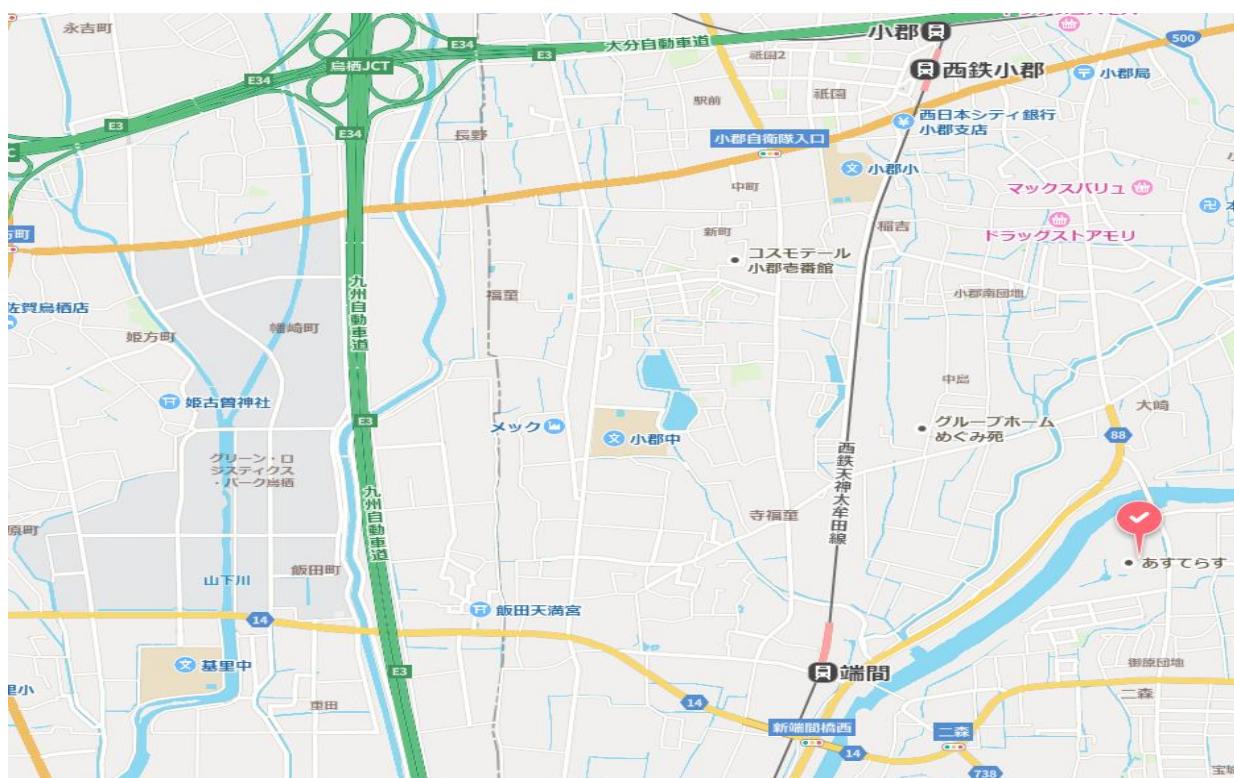 永吉町
E34
E3
大分自動車道
小郡
500
鳥栖JCT
祇園2
西鉄小郡
小郡局
E34
駅前
祇園
E3
E34
長野
西日本シティ銀行
小郡支店
小郡自衛隊入口
小郡小
中町
マックスバリュ
新町
稲吉
ドラッグストアモリ
コスモテール
小郡壱番館
九州自動車道
福童
小郡南団地
佐賀鳥栖店
姫方町
幡崎町
中島
大崎
姫古曽神社
メック
小郡中
グループホーム
めぐみ苑
88
E3
グリーン・ロ
ジスティクス
・パーク鳥栖
西鉄天神大牟田線
九州自動車道
寺福童
原町
飯田町
山下川
あすてらす
14
飯田天満宮
基里中
E3
端間
御原団地
里小
重田
二森
14
新端間橋西
二森
14
738